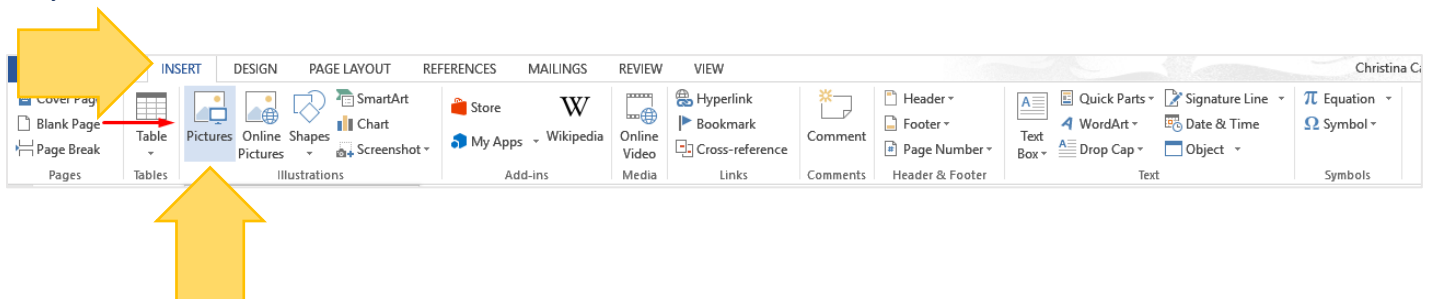 INSERT DESIGN PAGE LAYOUT REFERENCES MAILINGS REVIEW VIEW Christina
Cover Page
Blank Page
Page Break
Pages
Table
Tables
Pictures
Online Pictures
Shapes
SmartArt
Chart
Screenshot
Illustrations
Store
My Apps
W
Wikipedia
Add-ins
Online Video
Media
Hyperlink
Bookmark
Cross-reference
Links
Comment
Comments
Header
Footer
Page Number
Header & Footer
Text Box
Quick Parts
WordArt
Drop Cap
Signature Line
Date & Time
Object
Text
π Equation
Ω Symbol
Symbols